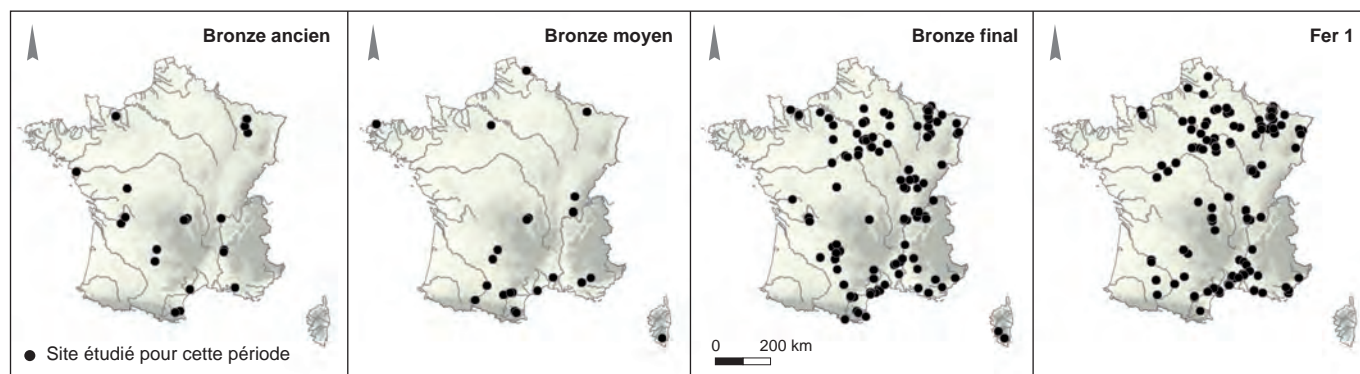 Bronze ancien
Site étudié pour cette période
Bronze moyen
Bronze final
0 200 km
Fer 1